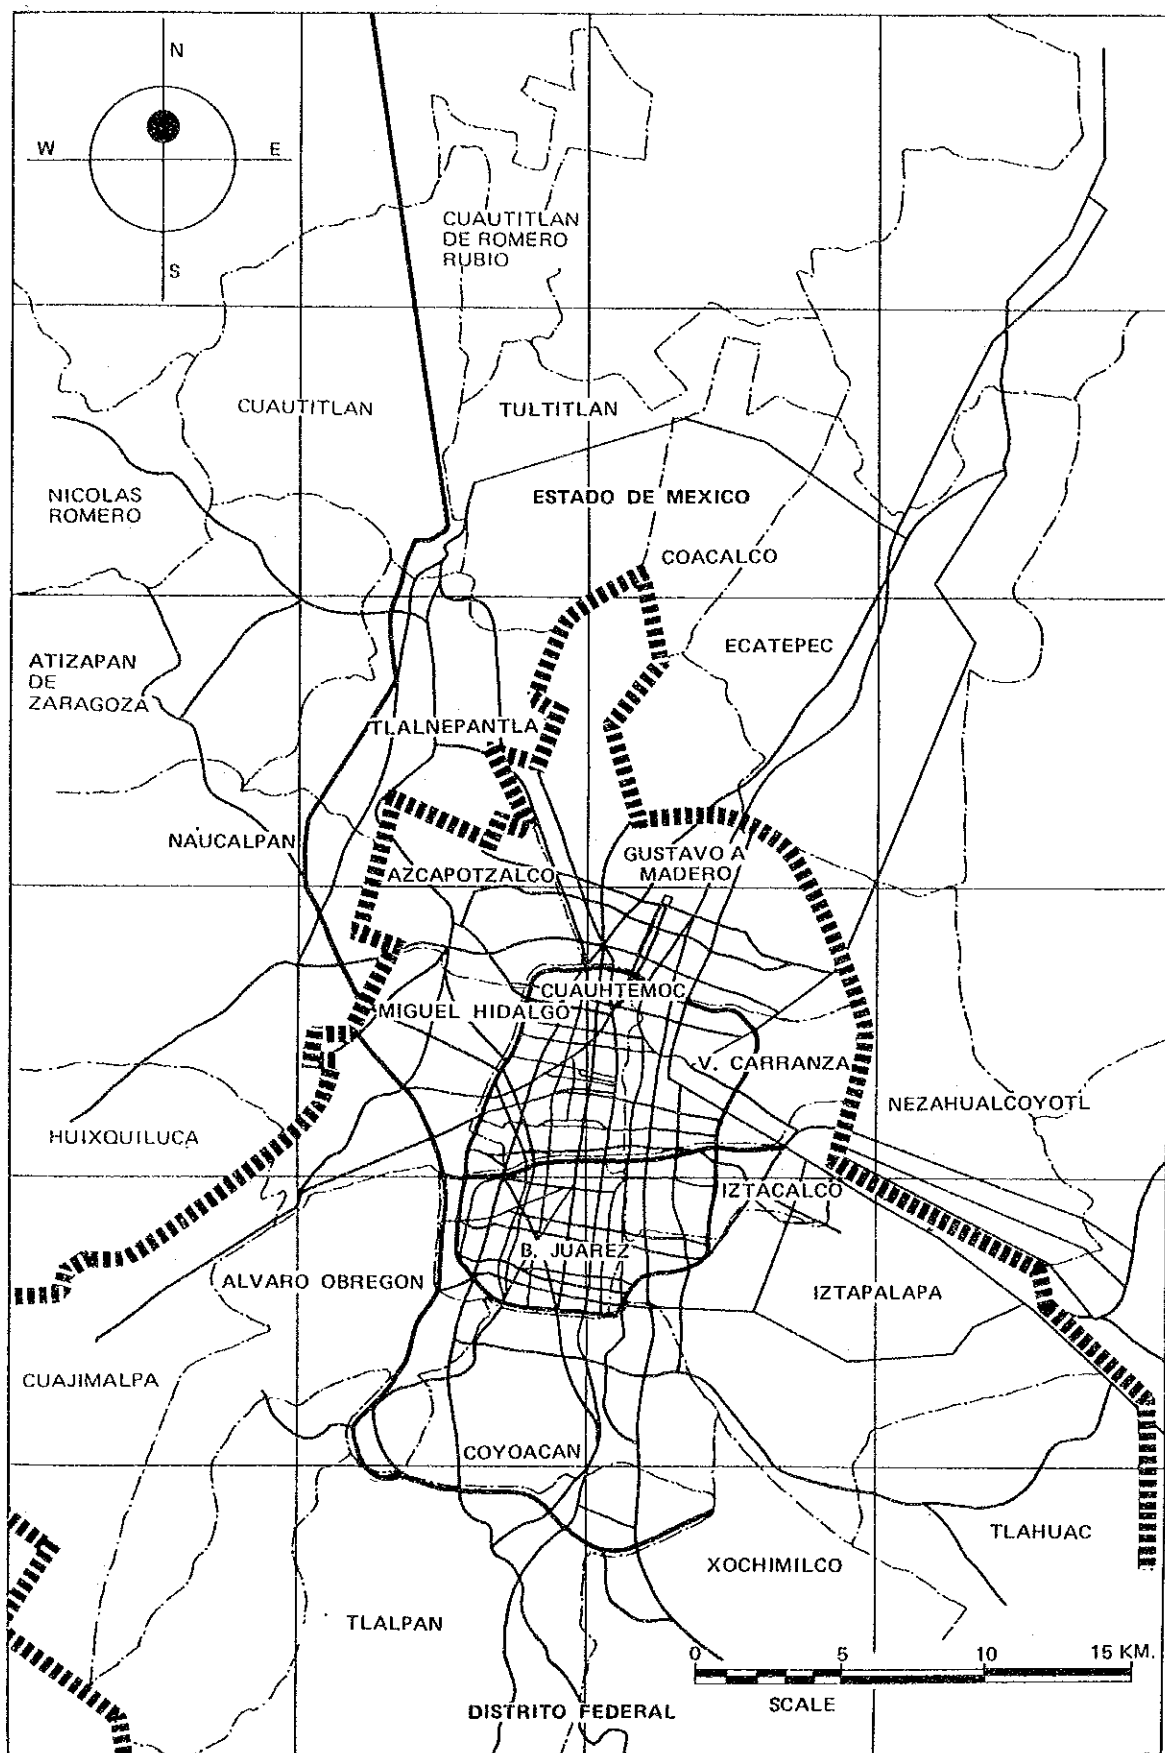 N
W
E
S
CUAUTITLAN
DE ROMERO
RUBIO
CUAUTITLAN
TULTITLAN
NICOLAS
ROMERO
ESTADO DE MEXICO
COACALCO
ECATEPEC
ATIZAPAN
DE
ZARAGOZA
TLALNEPANTLA
NAUCALPAN
GUSTAVO A
MADERO
AZCAPOTZALCO
CUAUHTEMOC
MIGUEL HIDALGO
V. CARRANZA
NEZAHUALCOYOTL
HUIXQUILUCA
IZTACALCO
B. JUAREZ
ALVARO OBREGON
IZTAPALAPA
CUAJIMALPA
COYOACAN
TLAHUAC
XOCHIMILCO
TLALPAN
0 5 10 15 KM.
SCALE
DISTRITO FEDERAL